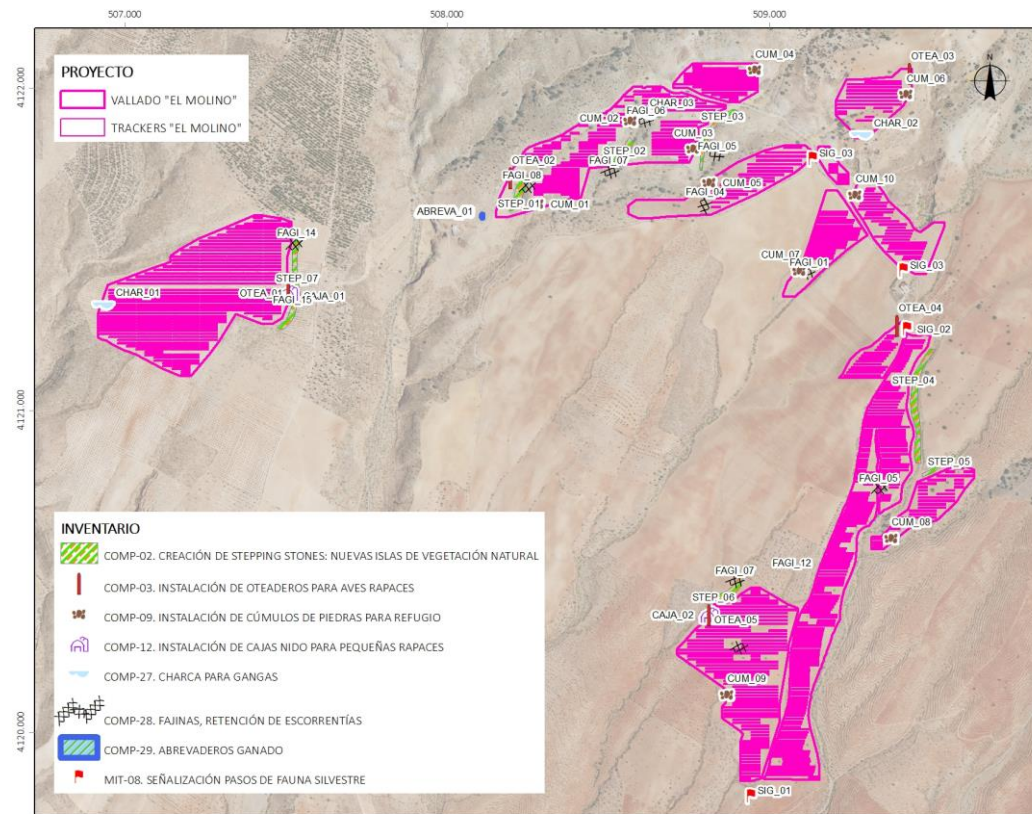 507.000
508.000
509.000
4.122.000
4.121.000
4.120.000
N
PROYECTO
VALLADO "EL MOLINO"
TRACKERS "EL MOLINO"
CUM_04
OTEA_03
CUM_06
CHAR_03
FAGI_06
CUM_02
STEP_03
CHAR_02
CUM_03
FAGI_05
STEP_02
SIG_03
OTEA_02
FAGI_07
FAGI_08
CUM_05
CUM_10
FAGI_04
STEP_01
CUM_01
ABREVA_01
FAGI_14
CUM_07
FAGI_01
SIG_03
STEP_07
CHAR_01
OTEA_01
CAJA_01
FAGI_15
OTEA_04
SIG_02
STEP_04
STEP_05
FAGI_05
CUM_08
FAGI_12
FAGI_07
STEP_06
CAJA_02
OTEA_05
CUM_09
SIG_01
INVENTARIO
COMP-02. CREACIÓN DE STEPPING STONES: NUEVAS ISLAS DE VEGETACIÓN NATURAL
COMP-03. INSTALACIÓN DE OTEADEROS PARA AVES RAPACES
COMP-09. INSTALACIÓN DE CÚMULOS DE PIEDRAS PARA REFUGIO
COMP-12. INSTALACIÓN DE CAJAS NIDO PARA PEQUEÑAS RAPACES
COMP-27. CHARCA PARA GANGAS
COMP-28. FAJINAS, RETENCIÓN DE ESCORRENTÍAS
COMP-29. ABREVADEROS GANADO
MIT-08. SEÑALIZACIÓN PASOS DE FAUNA SILVESTRE